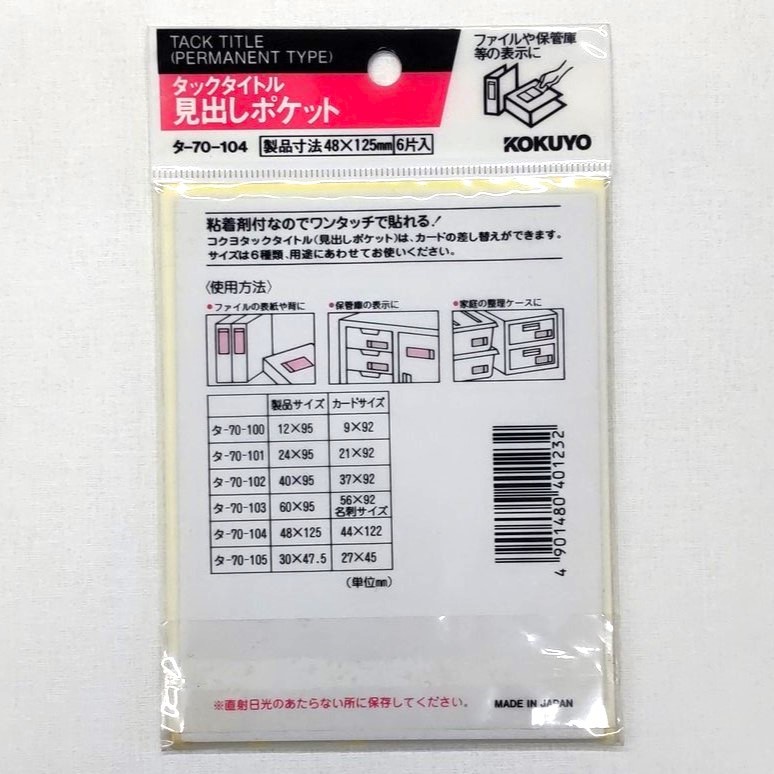 TACK TITLE
(PERMANENT TYPE)
タックタイトル
見出しポケット
タ-70-104 製品寸法48×125mm 6片入
ファイルや保管庫
等の表示に
KOKUYO
粘着剤付なのでワンタッチで貼れる!
コクヨタックタイトル(見出しポケット)は、カードの差し替えができます。
サイズは6種類、用途にあわせてお使いください。
〈使用方法〉
●ファイルの表紙や背に ●保管庫の表示に ●家庭の整理ケースに
製品サイズ カードサイズ
タ-70-100 12×95 9×92
タ-70-101 24×95 21×92
タ-70-102 40×95 37×92
タ-70-103 60×95 56×92 名刺サイズ
タ-70-104 48×125 44×122
タ-70-105 30×47.5 27×45
(単位mm)
4 901480 401232
※直射日光のあたらない所に保存してください。
MADE IN JAPAN